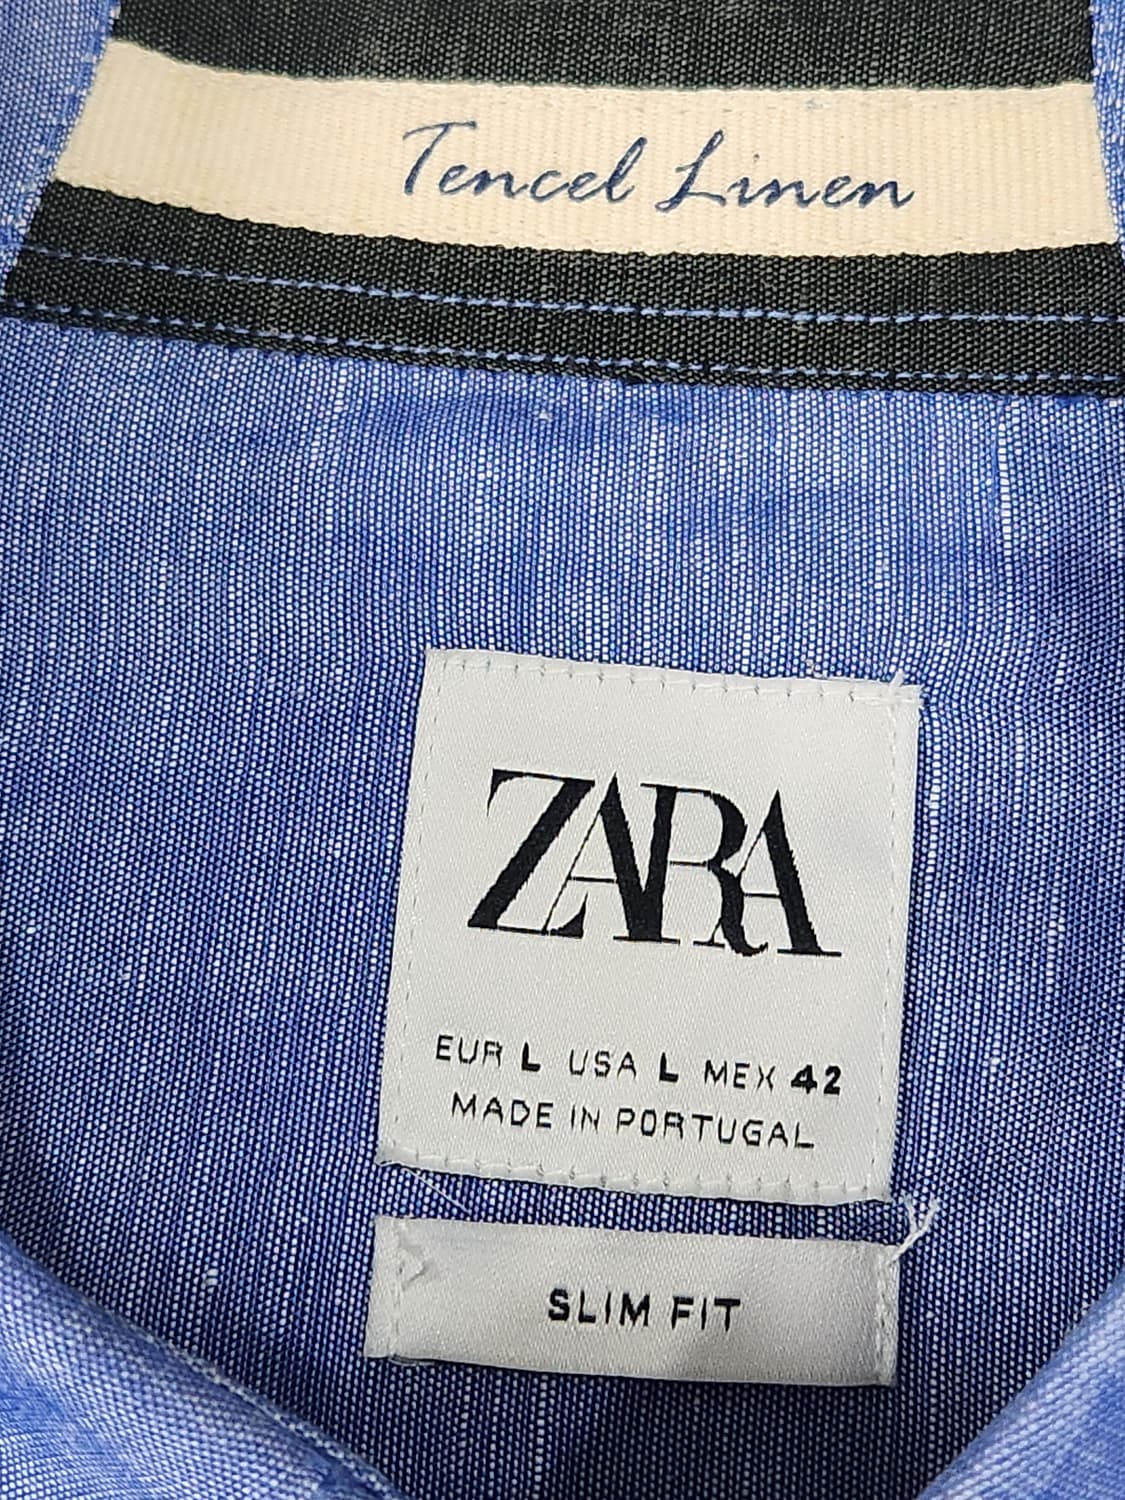 Tencel Linen
ZARA
EUR L USA L MEX 42
MADE IN PORTUGAL
SLIM FIT